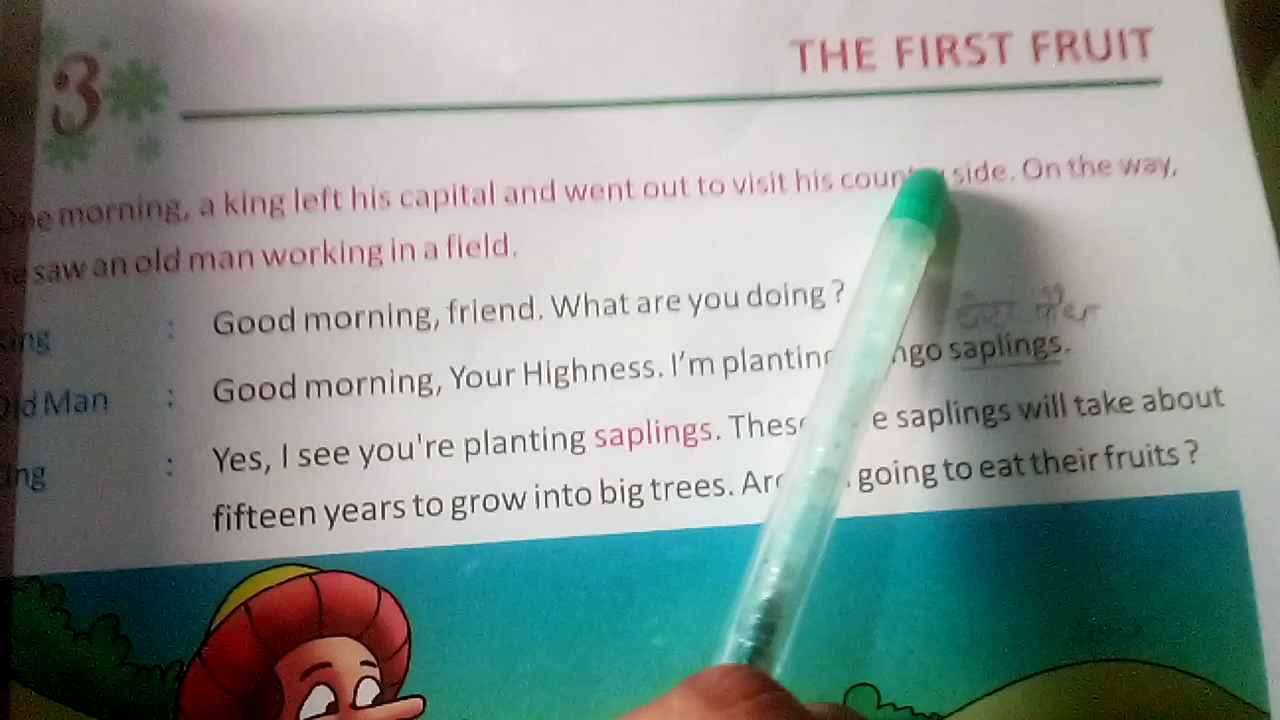 3
THE FIRST FRUIT
One morning, a king left his capital and went out to visit his country side. On the way,
he saw an old man working in a field.
King : Good morning, friend. What are you doing ?
Old Man : Good morning, Your Highness. I'm planting mango saplings.
King : Yes, I see you're planting saplings. These e saplings will take about
fifteen years to grow into big trees. Are going to eat their fruits ?